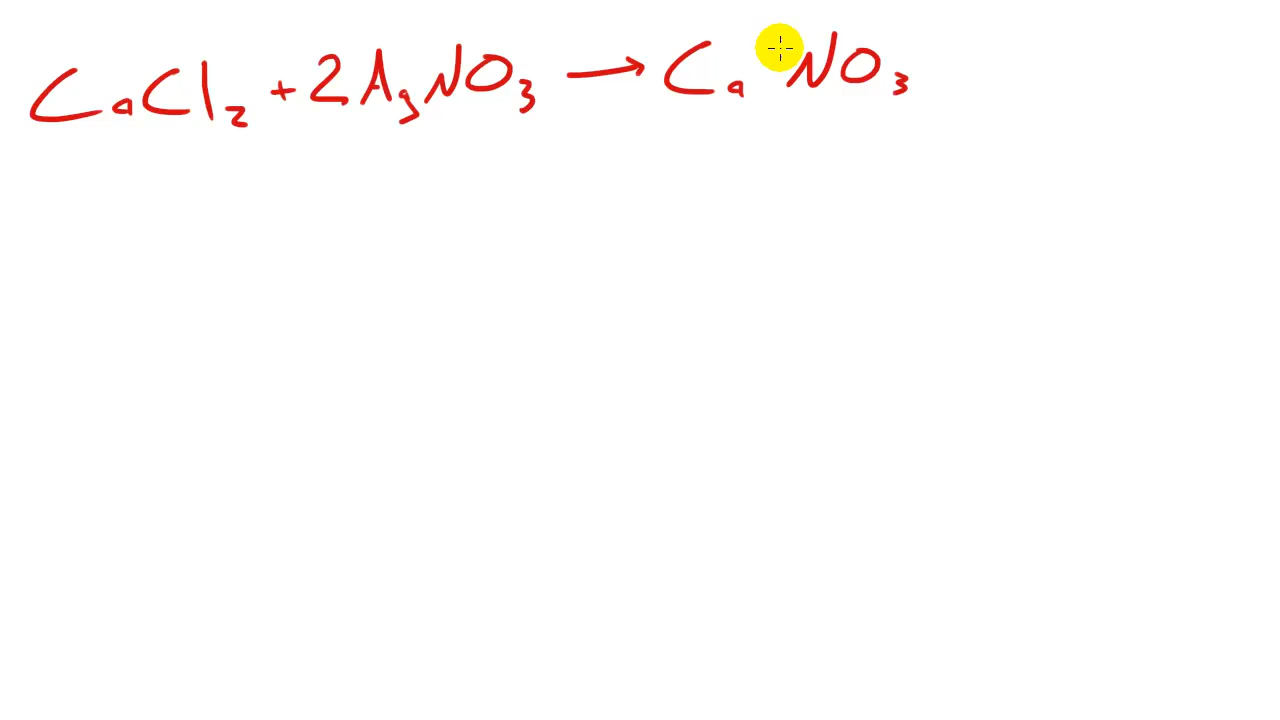 CaCl₂ + 2AgNO₃ → Ca NO₃